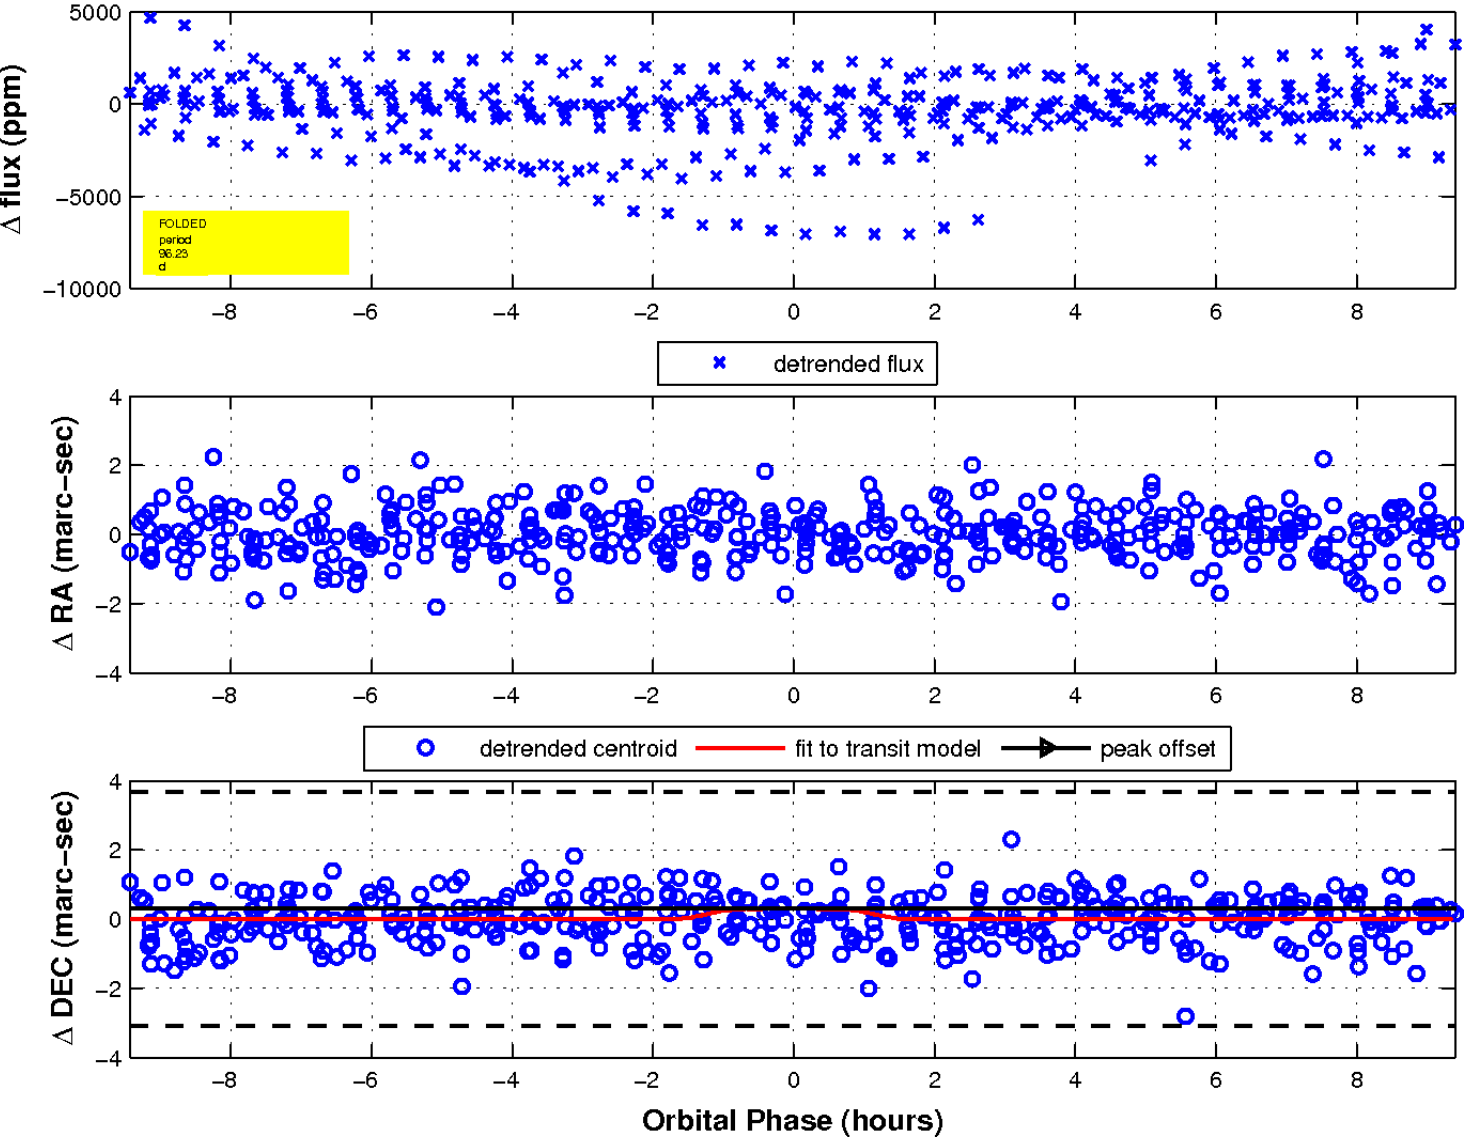 5000
0
−5000
−10000
Δ flux (ppm)
FOLDED
period
96.23
d
−8 −6 −4 −2 0 2 4 6 8
detrended flux
4
2
0
−2
−4
Δ RA (marc−sec)
−8 −6 −4 −2 0 2 4 6 8
detrended centroid fit to transit model peak offset
4
2
0
−2
−4
Δ DEC (marc−sec)
−8 −6 −4 −2 0 2 4 6 8
Orbital Phase (hours)